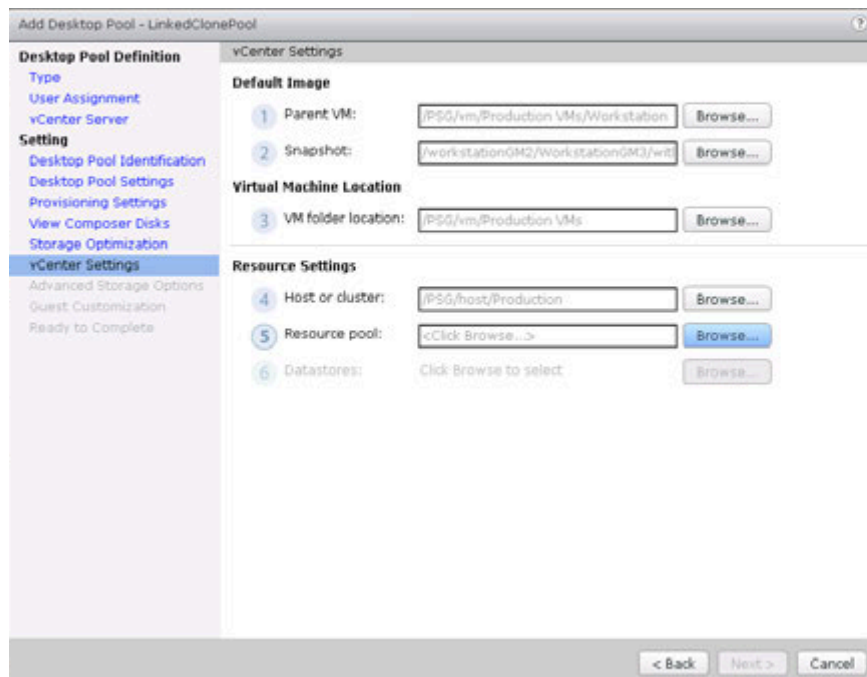 Add Desktop Pool - LinkedClonePool ?
Desktop Pool Definition
Type
User Assignment
vCenter Server
Setting
Desktop Pool Identification
Desktop Pool Settings
Provisioning Settings
View Composer Disks
Storage Optimization
vCenter Settings
Advanced Storage Options
Guest Customization
Ready to Complete
vCenter Settings
Default Image
1 Parent VM: /PSG/vm/Production VMs/Workstation Browse...
2 Snapshot: /workstationGM2/WorkstationGM3/witl Browse...
Virtual Machine Location
3 VM folder location: /PSG/vm/Production VMs Browse...
Resource Settings
4 Host or cluster: /PSG/host/Production Browse...
5 Resource pool: <Click Browse...> Browse...
6 Datastores: Click Browse to select Browse...
< Back Next > Cancel